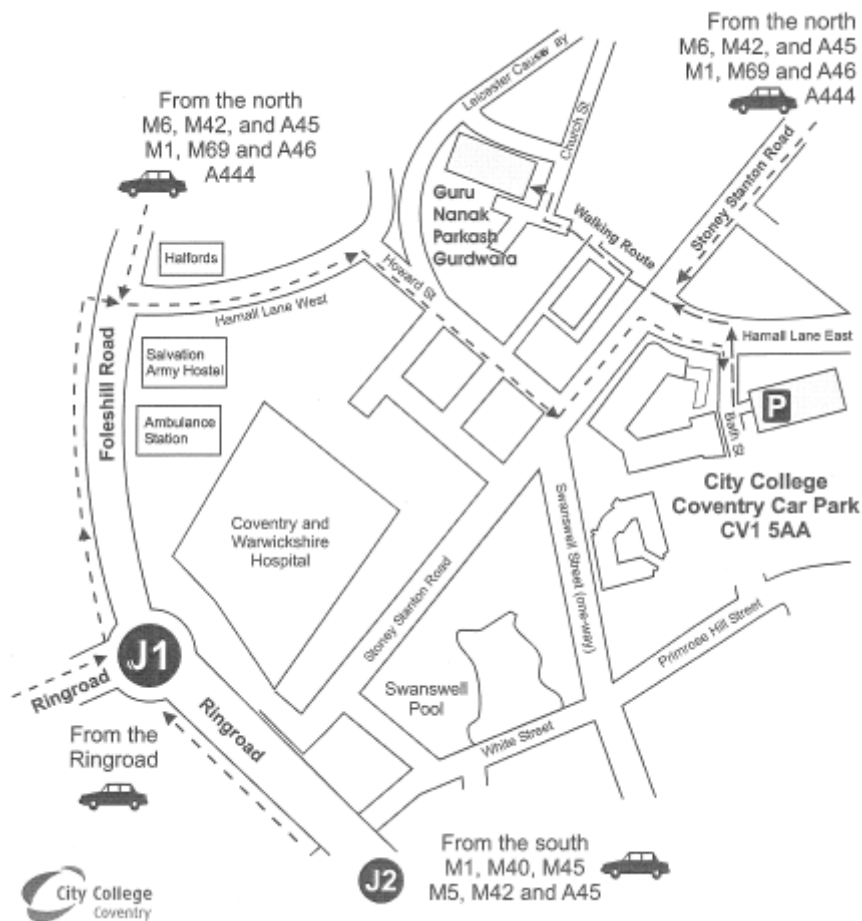 From the north
M6, M42, and A45
M1, M69 and A46
A444
From the north
M6, M42, and A45
M1, M69 and A46
A444
Leicester Causw ay
Church St
Stoney Stanton Road
Guru
Nanak
Parkash
Gurdwara
Walking Route
Halfords
Howard St
Harnall Lane West
Harnall Lane East
Foleshill Road
Salvation
Army Hostel
Ambulance
Station
P
Bath St
City College
Coventry Car Park
CV1 5AA
Coventry and
Warwickshire
Hospital
Stoney Stanton Road
Swanswell Street (one-way)
Primrose Hill Street
J1
Ringroad
Ringroad
Swanswell
Pool
White Street
From the
Ringroad
J2
From the south
M1, M40, M45
M5, M42 and A45
City College
Coventry